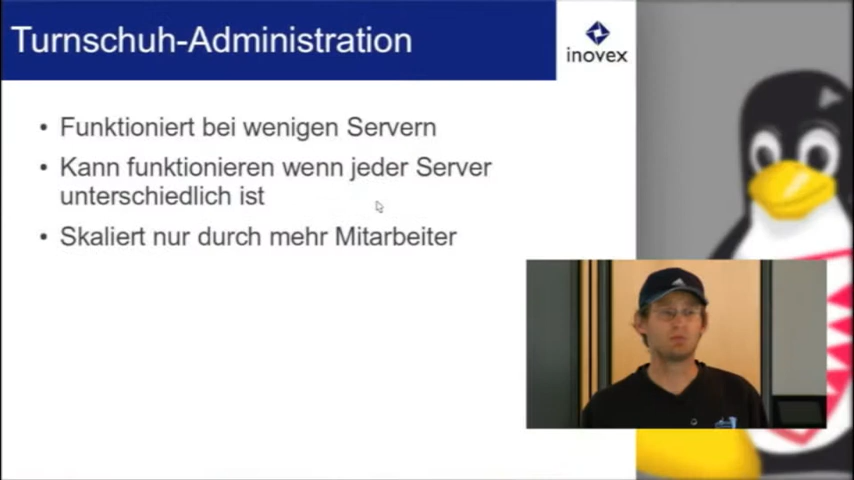 Turnschuh-Administration
inovex
• Funktioniert bei wenigen Servern
• Kann funktionieren wenn jeder Server
unterschiedlich ist
• Skaliert nur durch mehr Mitarbeiter